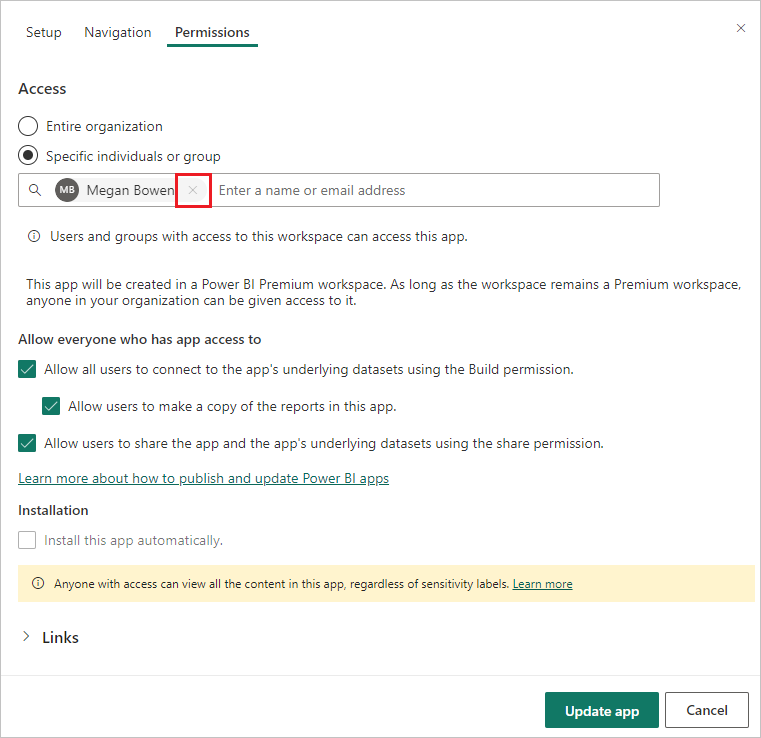 Setup Navigation Permissions
Access
Entire organization
Specific individuals or group
MB Megan Bowen Enter a name or email address
Users and groups with access to this workspace can access this app.
This app will be created in a Power BI Premium workspace. As long as the workspace remains a Premium workspace,
anyone in your organization can be given access to it.
Allow everyone who has app access to
Allow all users to connect to the app's underlying datasets using the Build permission.
Allow users to make a copy of the reports in this app.
Allow users to share the app and the app's underlying datasets using the share permission.
Learn more about how to publish and update Power BI apps
Installation
Install this app automatically.
Anyone with access can view all the content in this app, regardless of sensitivity labels. Learn more
Links
Update app Cancel